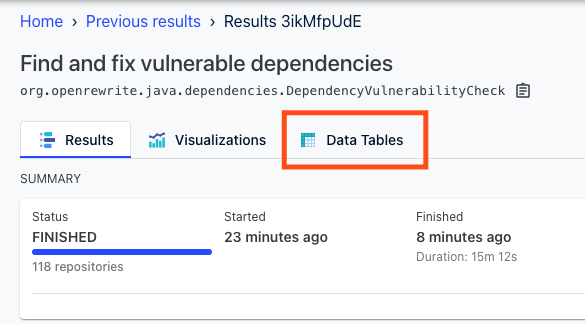 Home › Previous results › Results 3ikMfpUdE
Find and fix vulnerable dependencies
org.openrewrite.java.dependencies.DependencyVulnerabilityCheck
Results Visualizations Data Tables
SUMMARY
Status Started Finished
FINISHED 23 minutes ago 8 minutes ago
118 repositories Duration: 15m 12s